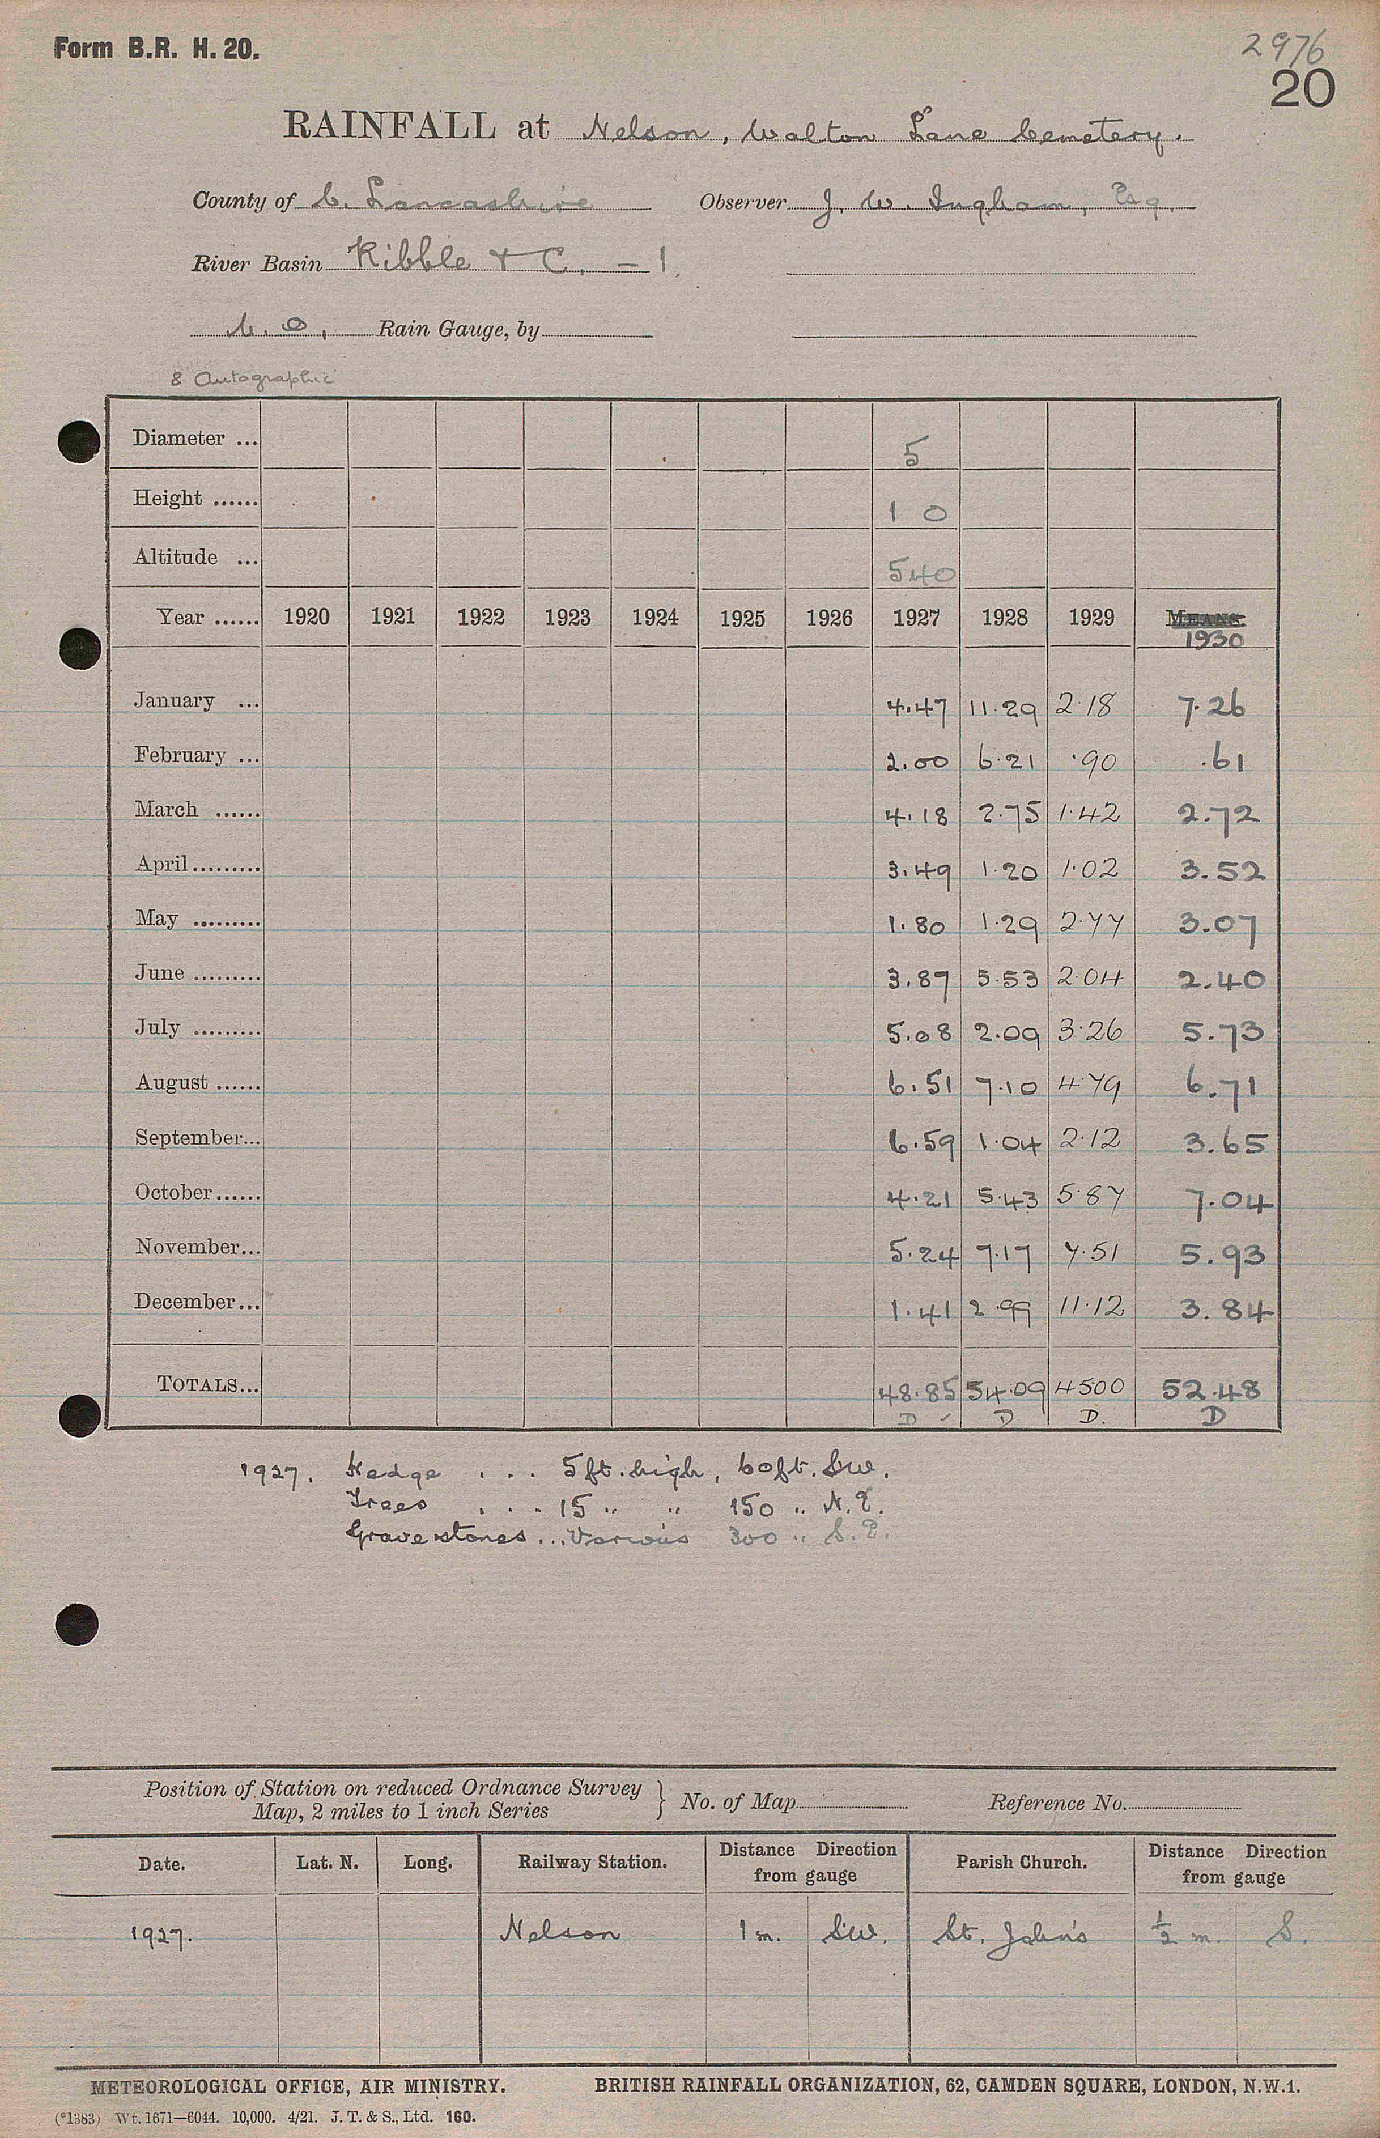 Form B.R. H. 20.
2976
20
RAINFALL at Nelson, Walton Lane Cemetery.
County of C. Lancashire Observer J. W. Ingham, Esq.
River Basin Ribble & C. - 1.
M. O. Rain Gauge, by
8" Autographic
Diameter ... 5
Height ...... 1 0
Altitude ... 540
Year ...... 1920 1921 1922 1923 1924 1925 1926 1927 1928 1929 MEANS. 1930
January ... 4.47 11.29 2.18 7.26
February ... 2.00 6.21 .90 .61
March ...... 4.18 2.75 1.42 2.72
April ......... 3.49 1.20 1.02 3.52
May ......... 1.80 1.29 2.77 3.07
June ......... 3.87 5.53 2.04 2.40
July ......... 5.08 2.09 3.26 5.73
August ...... 6.51 7.10 4.79 6.71
September... 6.59 1.04 2.12 3.65
October...... 4.21 5.43 5.87 7.04
November... 5.24 7.17 7.51 5.93
December... 1.41 2.99 11.12 3.84
TOTALS... 48.85 54.09 45.00 52.48
D ✓ D D. D
1927. Hedge . . . 5ft. high, 60ft. SW.
Trees . . . 15 " " 150 " N.E.
Grave stones ... Various 300 " S.E.
Position of Station on reduced Ordnance Survey Map, 2 miles to 1 inch Series } No. of Map Reference No.
Date. Lat. N. Long. Railway Station. Distance Direction from gauge Parish Church. Distance Direction from gauge
1927. Nelson 1 m. SW. St. John's ½ m. S.
METEOROLOGICAL OFFICE, AIR MINISTRY. BRITISH RAINFALL ORGANIZATION, 62, CAMDEN SQUARE, LONDON, N.W.1.
(*1383) Wt. 1671—6044. 10,000. 4/21. J. T. & S., Ltd. 160.